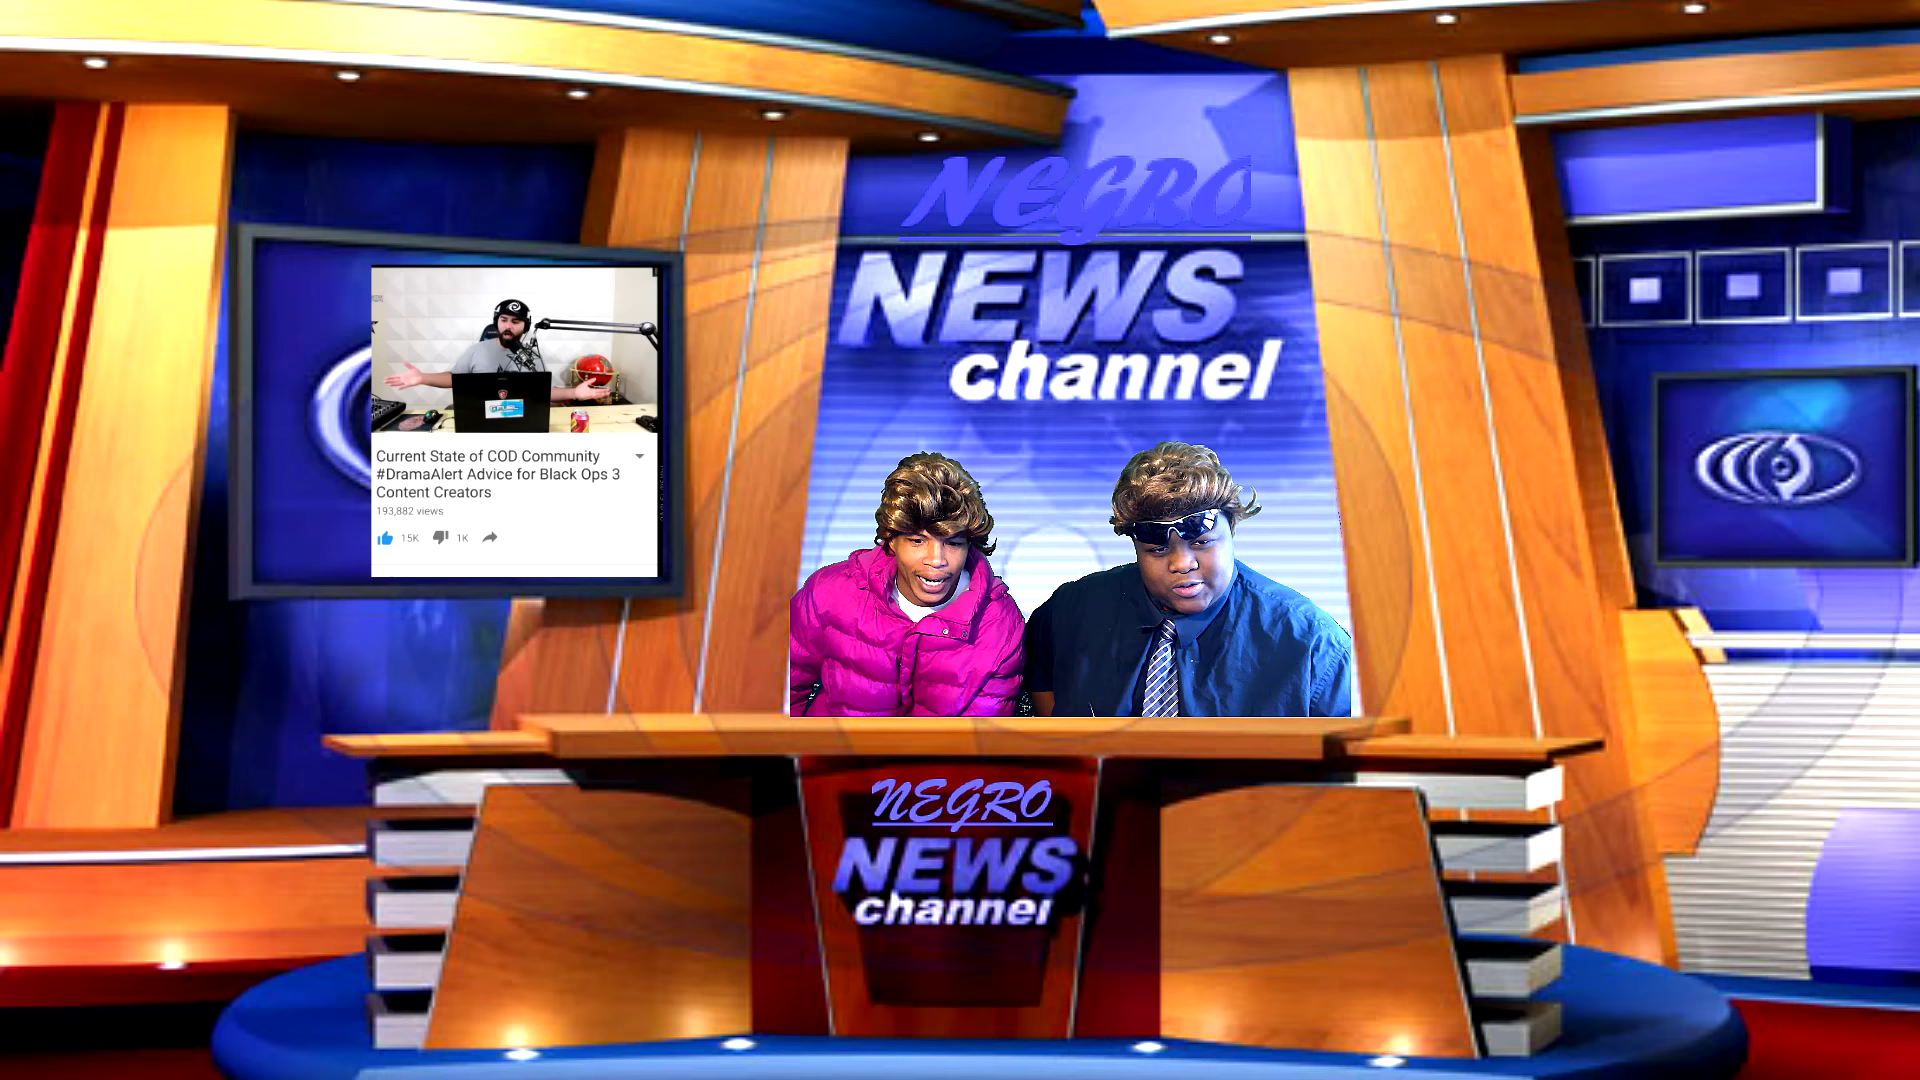 NEGRO
NEWS
channel
Current State of COD Community
#DramaAlert Advice for Black Ops 3
Content Creators
193,882 views
15K 1K
NEGRO
NEWS
channel